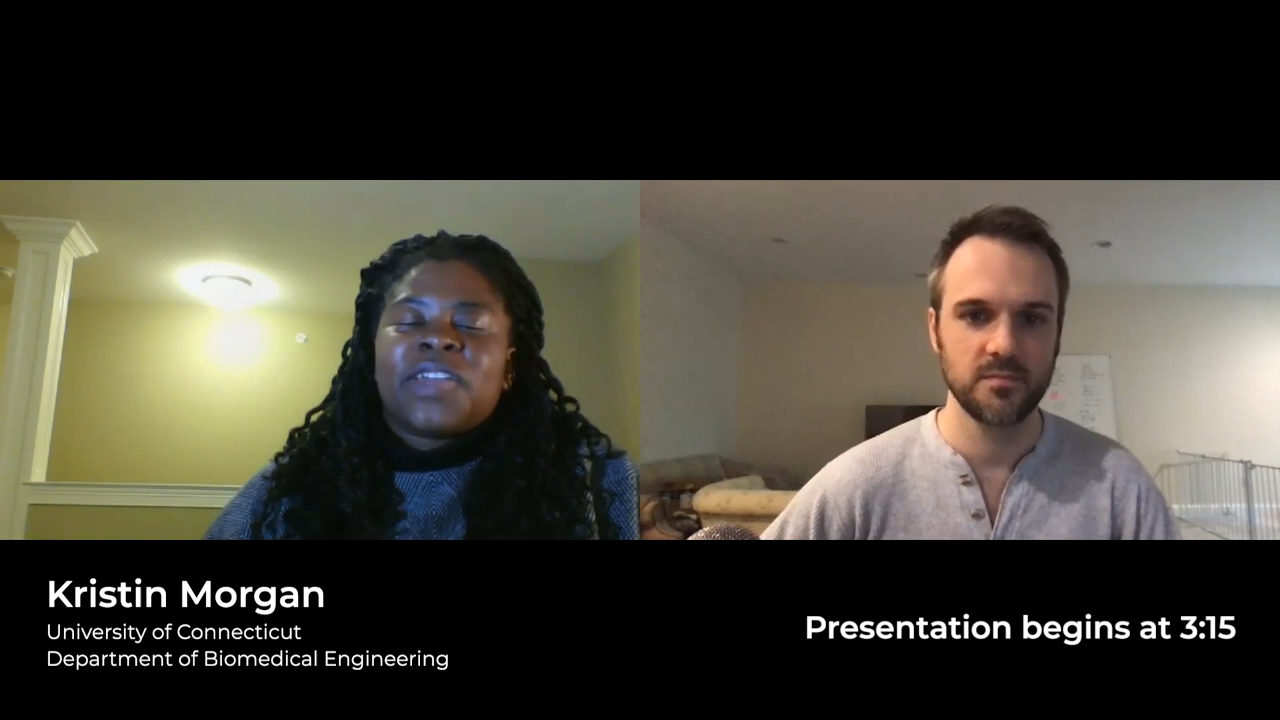 Kristin Morgan
University of Connecticut
Department of Biomedical Engineering
Presentation begins at 3:15